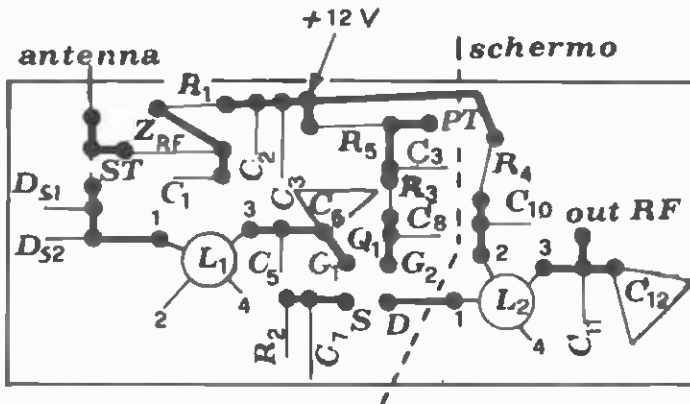 +12 V
antenna
schermo
R1
ZRF
C2
C3
R5
PT
ST
C1
C3
R3
R4
DS1
DS2
1
3
C6
C8
C10
out RF
L1
C5
G1
Q1
G2
2
3
2
4
R2
C7
S
D
1
L2
C11
C12
4